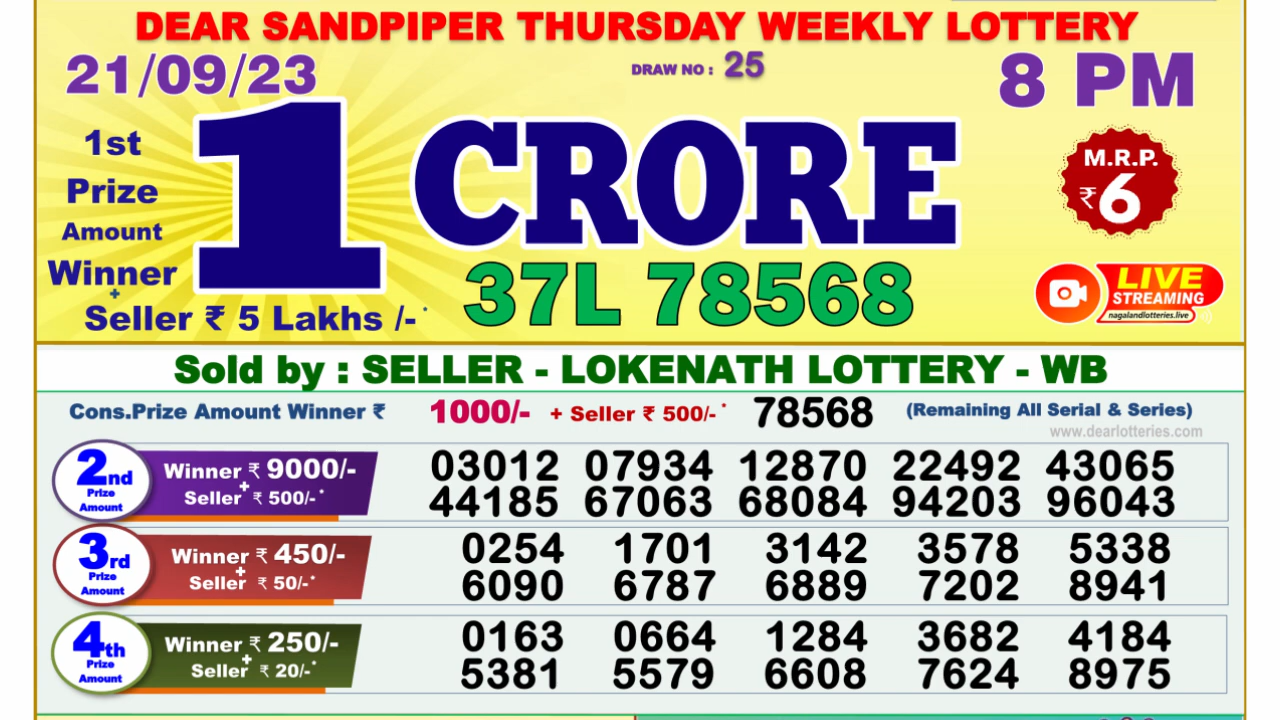 DEAR SANDPIPER THURSDAY WEEKLY LOTTERY
21/09/23
DRAW NO : 25
8 PM
1st
Prize
Amount
Winner
+
Seller ₹ 5 Lakhs /-*
1 CRORE
37L 78568
M.R.P.
₹6
LIVE
STREAMING
nagalandlotteries.live
Sold by : SELLER - LOKENATH LOTTERY - WB
Cons.Prize Amount Winner ₹ 1000/- + Seller ₹ 500/-* 78568 (Remaining All Serial & Series)
www.dearlotteries.com
2nd
Prize
Amount
Winner ₹ 9000/-
+
Seller ₹ 500/-*
03012 07934 12870 22492 43065
44185 67063 68084 94203 96043
3rd
Prize
Amount
Winner ₹ 450/-
+
Seller ₹ 50/-*
0254 1701 3142 3578 5338
6090 6787 6889 7202 8941
4th
Prize
Amount
Winner ₹ 250/-
+
Seller ₹ 20/-*
0163 0664 1284 3682 4184
5381 5579 6608 7624 8975